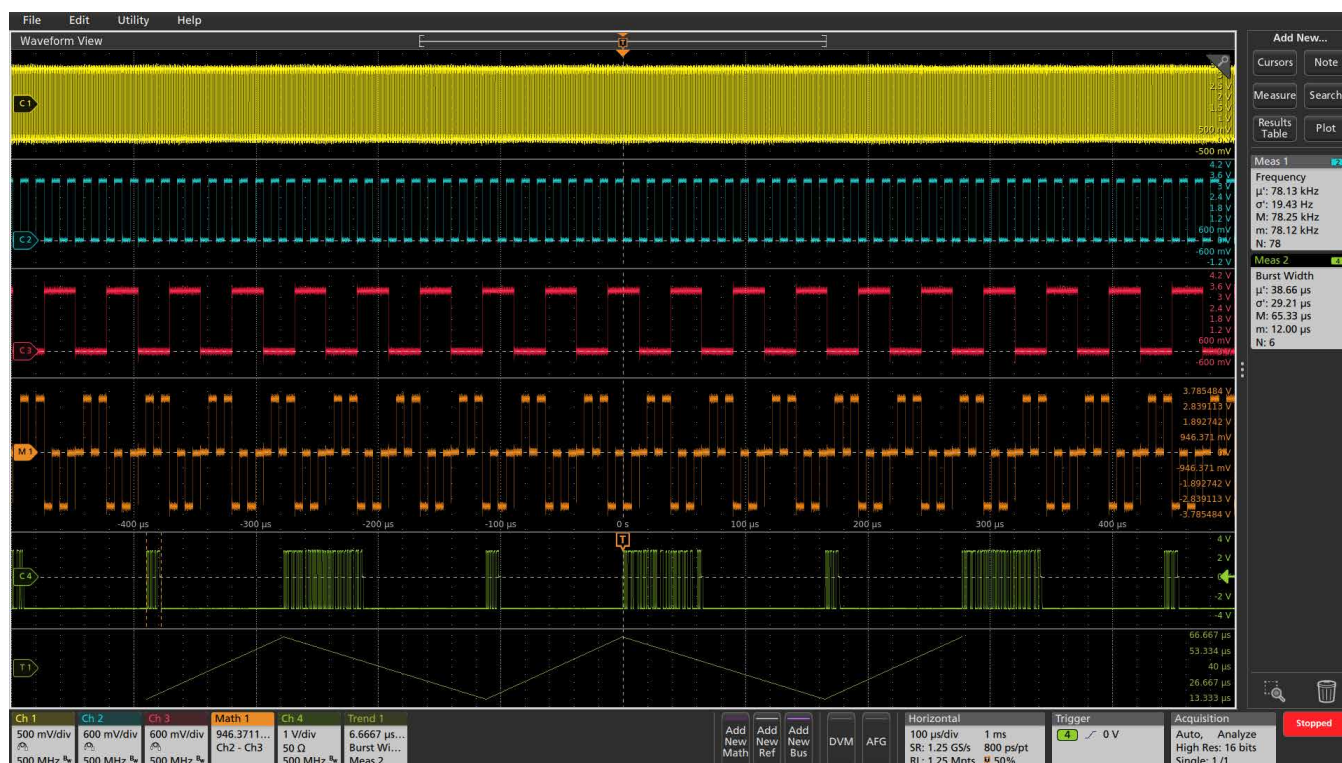 File Edit Utility Help
Waveform View
Add New...
Cursors Note
Measure Search
Results Table Plot
C1
2.5 V
2 V
1.5 V
1 V
500 mV
-500 mV
C2
4.2 V
3.6 V
3 V
2.4 V
1.8 V
1.2 V
600 mV
-600 mV
-1.2 V
C3
4.2 V
3.6 V
3 V
2.4 V
1.8 V
1.2 V
600 mV
-600 mV
M1
3.785484 V
2.839113 V
1.892742 V
946.371 mV
0 V
-946.371 mV
-1.892742 V
-2.839113 V
-3.785484 V
-400 µs -300 µs -200 µs -100 µs 0 s 100 µs 200 µs 300 µs 400 µs
T
C4
4 V
2 V
-2 V
-4 V
T1
66.667 µs
53.334 µs
40 µs
26.667 µs
13.333 µs
Meas 1 2
Frequency
µ': 78.13 kHz
σ': 19.43 Hz
M: 78.25 kHz
m: 78.12 kHz
N: 78
Meas 2 4
Burst Width
µ': 38.66 µs
σ': 29.21 µs
M: 65.33 µs
m: 12.00 µs
N: 6
Ch 1
500 mV/div
500 MHz Bw
Ch 2
600 mV/div
500 MHz Bw
Ch 3
600 mV/div
500 MHz Bw
Math 1
946.3711...
Ch2 - Ch3
Ch 4
1 V/div
50 Ω
500 MHz Bw
Trend 1
6.6667 µs...
Burst Wi...
Meas 2
Add New Math
Add New Ref
Add New Bus
DVM
AFG
Horizontal
100 µs/div 1 ms
SR: 1.25 GS/s 800 ps/pt
RL: 1.25 Mpts 50%
Trigger
4 0 V
Acquisition
Auto, Analyze
High Res: 16 bits
Single: 1 /1
Stopped